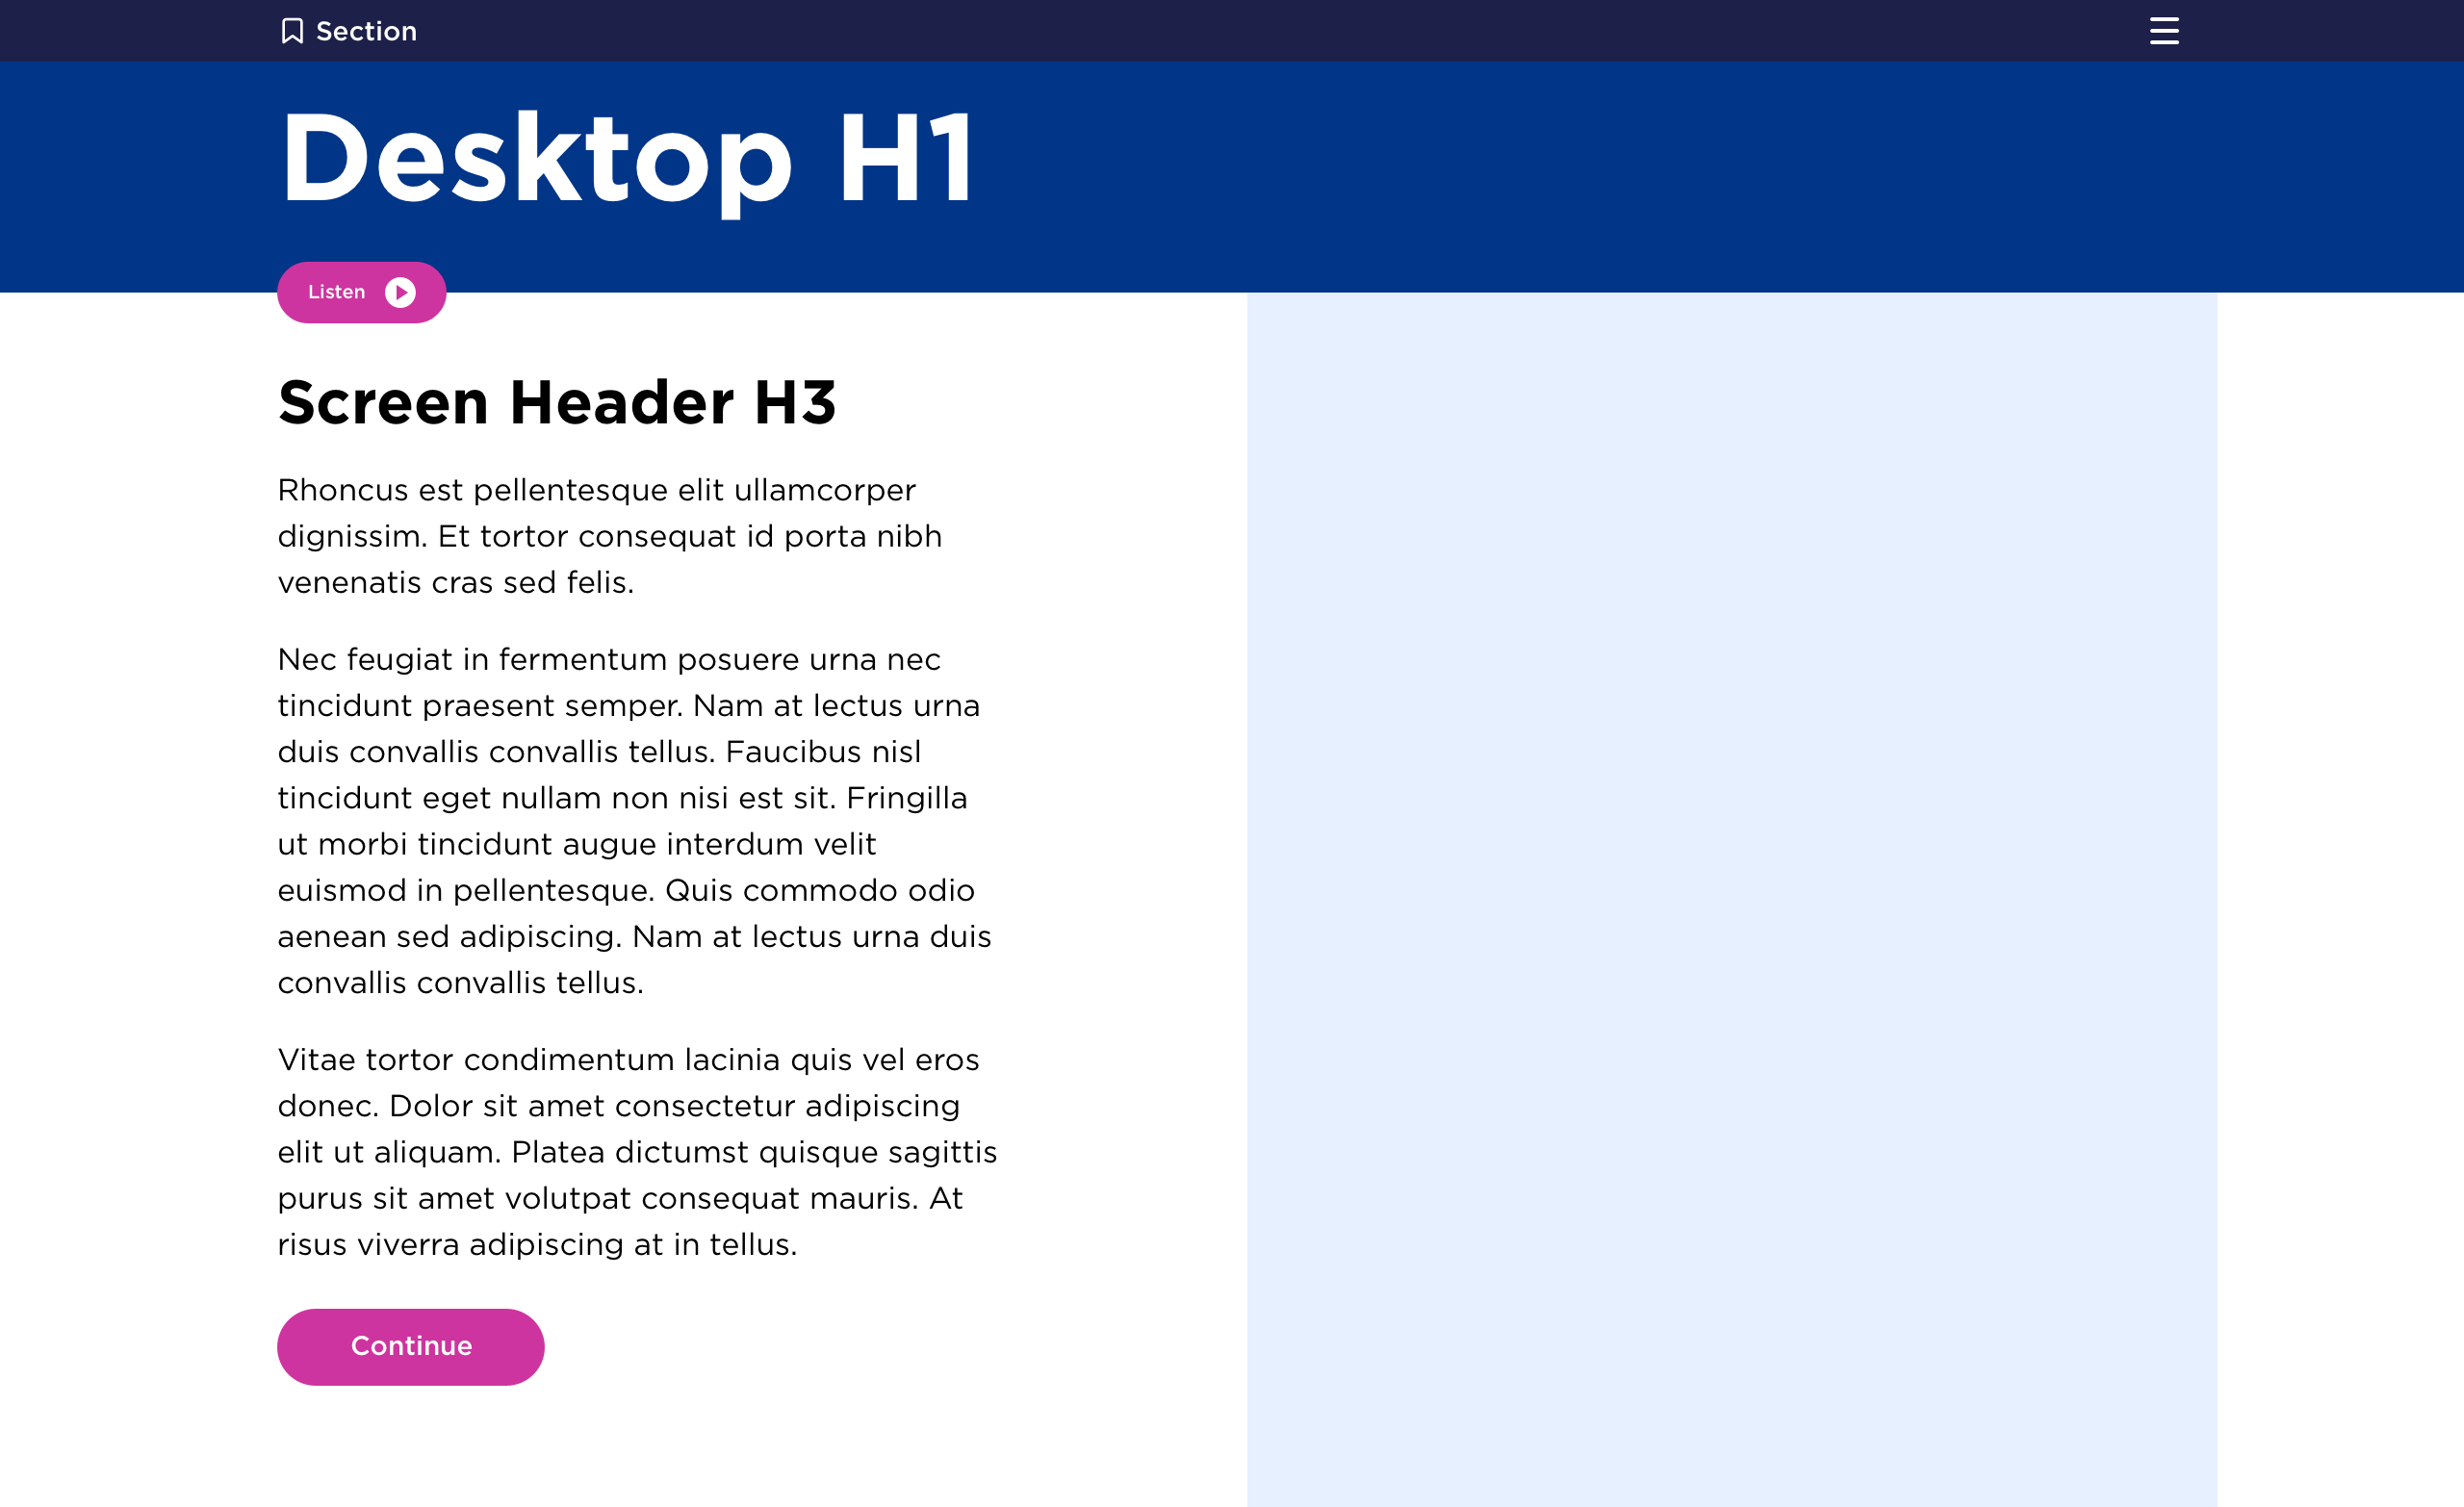 Section
Desktop H1
Listen
Screen Header H3
Rhoncus est pellentesque elit ullamcorper
dignissim. Et tortor consequat id porta nibh
venenatis cras sed felis.
Nec feugiat in fermentum posuere urna nec
tincidunt praesent semper. Nam at lectus urna
duis convallis convallis tellus. Faucibus nisl
tincidunt eget nullam non nisi est sit. Fringilla
ut morbi tincidunt augue interdum velit
euismod in pellentesque. Quis commodo odio
aenean sed adipiscing. Nam at lectus urna duis
convallis convallis tellus.
Vitae tortor condimentum lacinia quis vel eros
donec. Dolor sit amet consectetur adipiscing
elit ut aliquam. Platea dictumst quisque sagittis
purus sit amet volutpat consequat mauris. At
risus viverra adipiscing at in tellus.
Continue